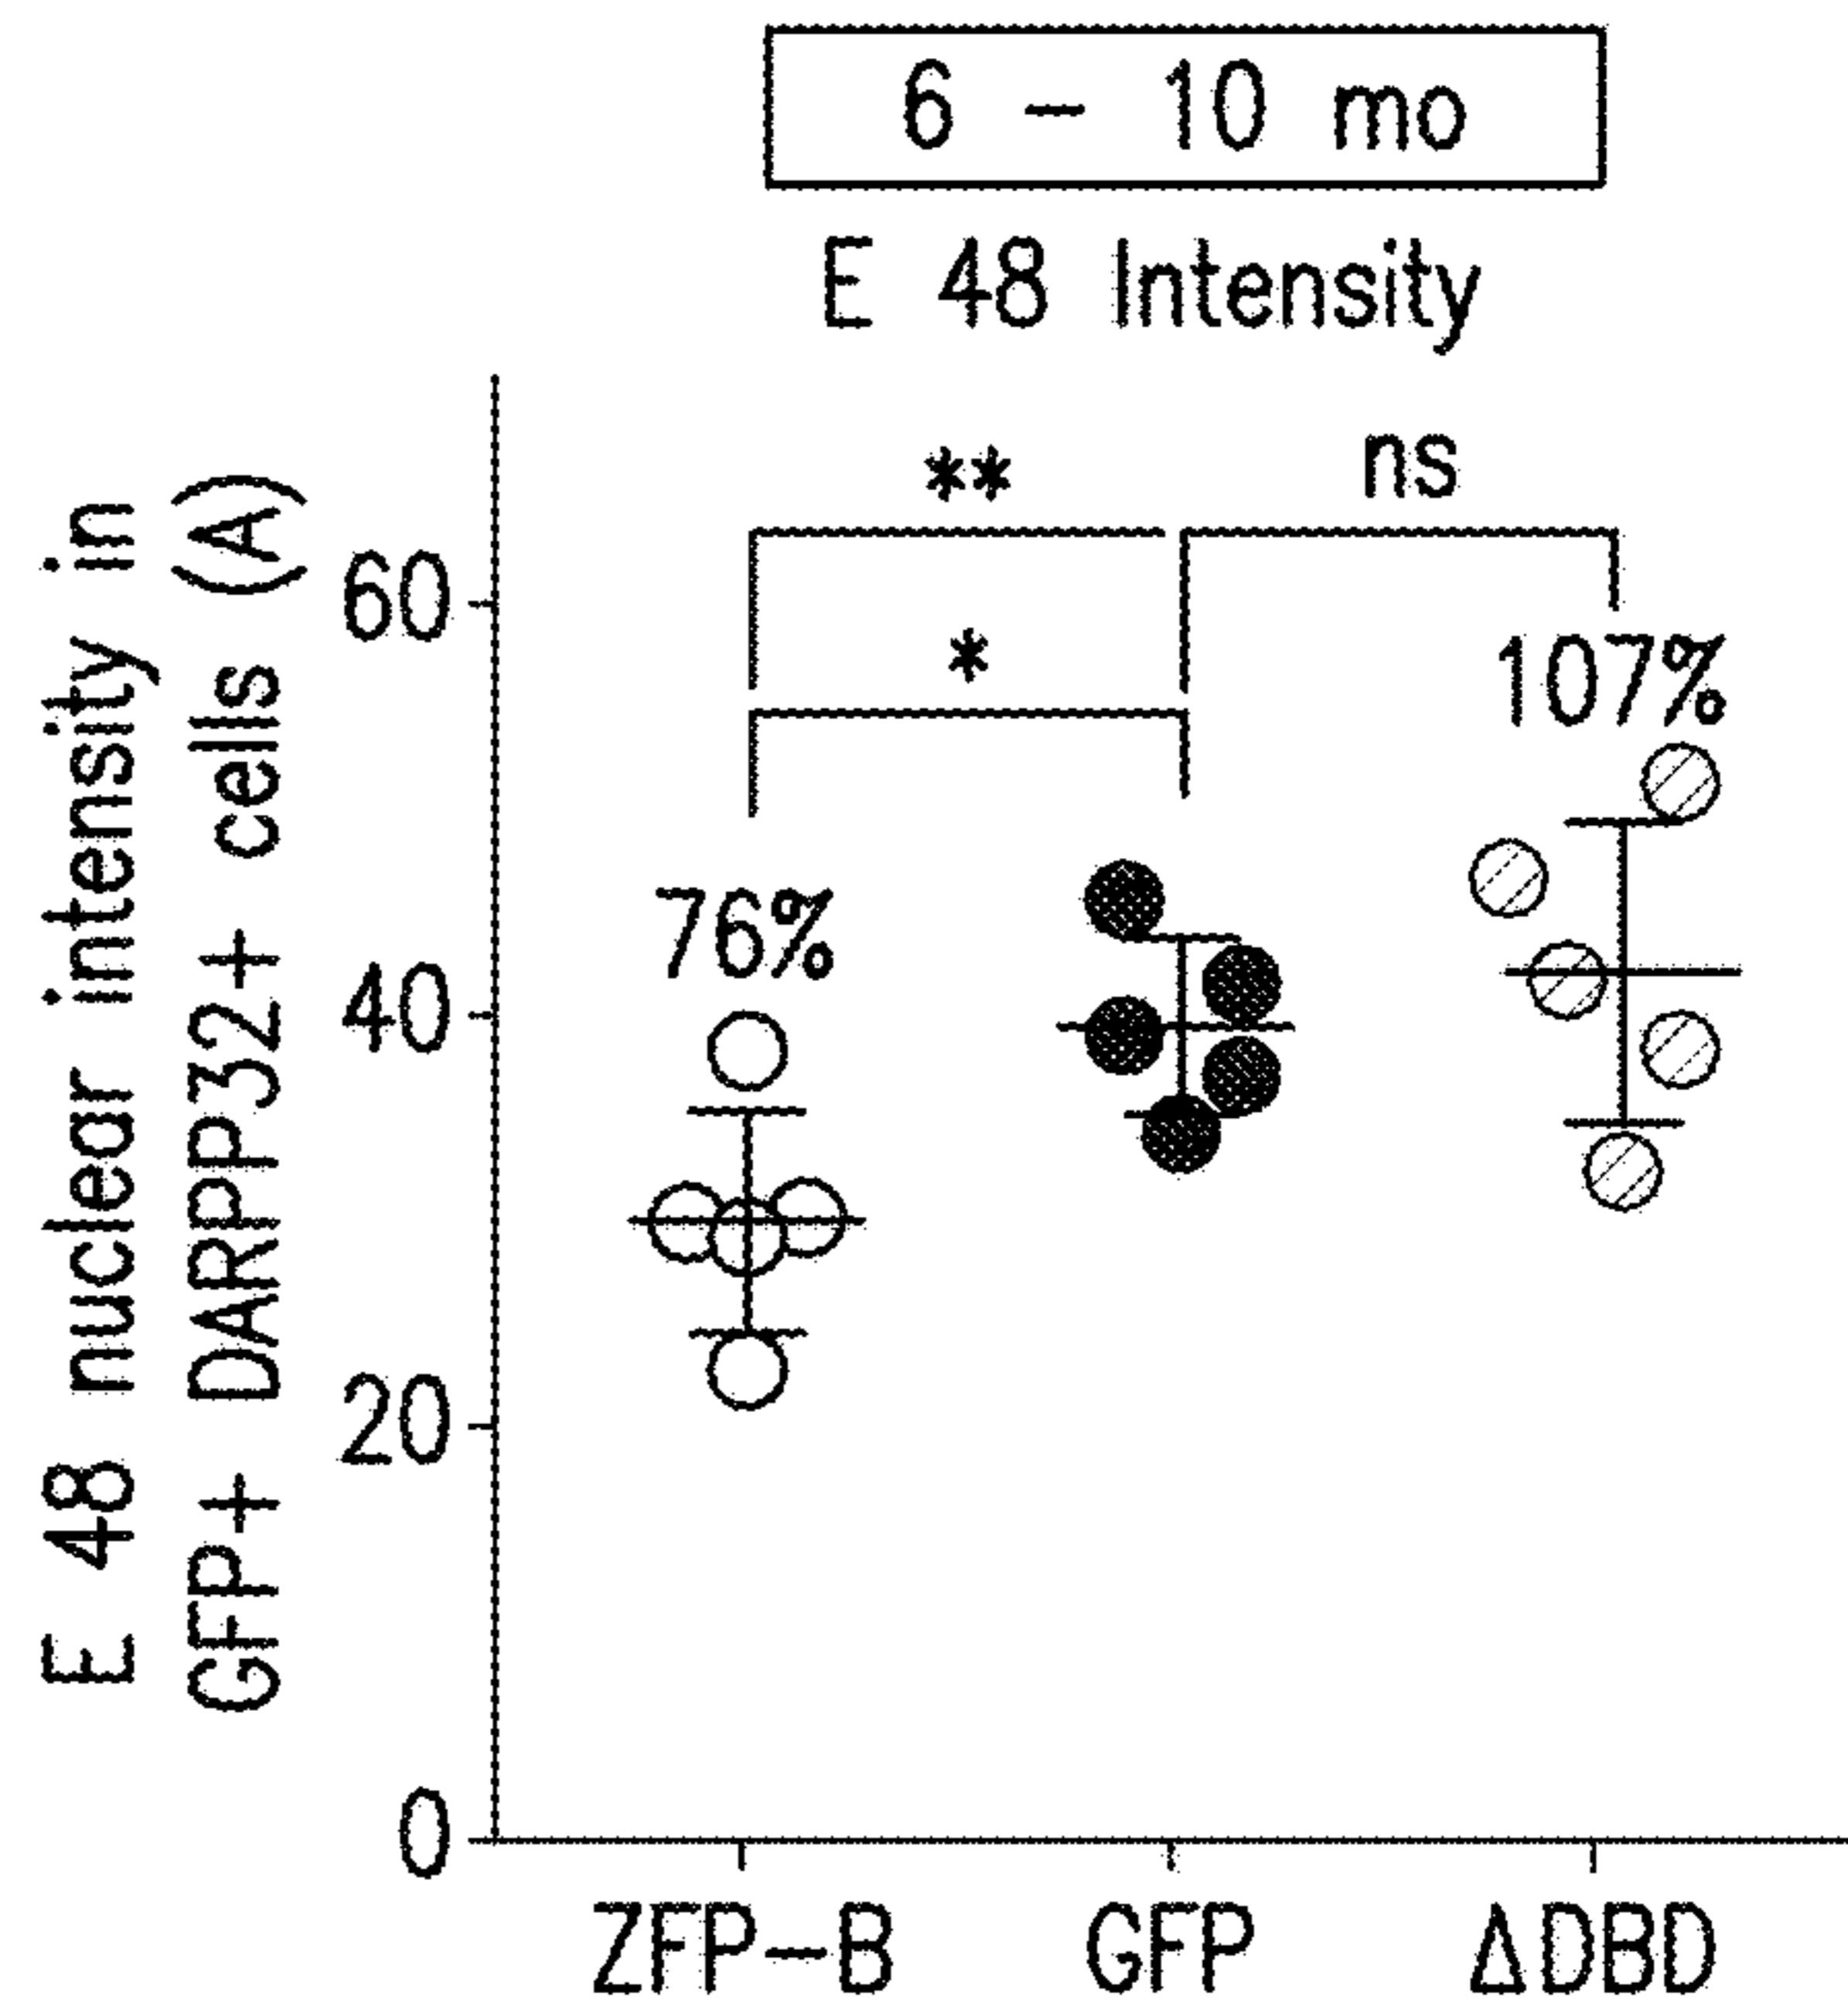 6 – 10 mo
E 48 Intensity
E 48 nuclear intensity in
GFP+ DARPP32+ cells (A)
** ns
60
*
107%
76%
40
20
0
ZFP-B GFP ΔDBD